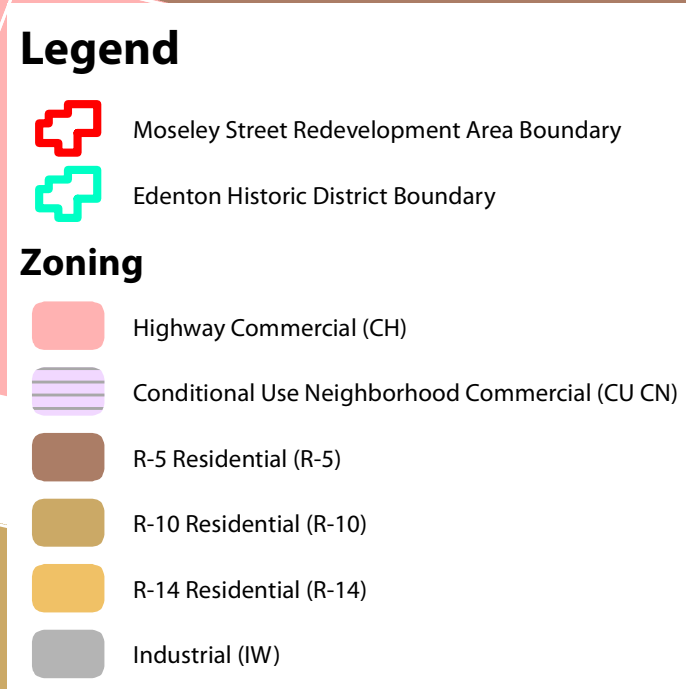 Legend
Moseley Street Redevelopment Area Boundary
Edenton Historic District Boundary
Zoning
Highway Commercial (CH)
Conditional Use Neighborhood Commercial (CU CN)
R-5 Residential (R-5)
R-10 Residential (R-10)
R-14 Residential (R-14)
Industrial (IW)